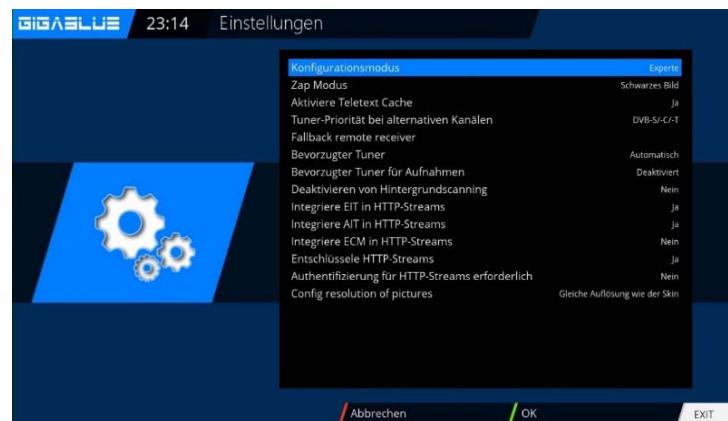 GIGABLUE 23:14 Einstellungen
Konfigurationsmodus Experte
Zap Modus Schwarzes Bild
Aktiviere Teletext Cache Ja
Tuner-Priorität bei alternativen Kanälen DVB-S/-C/-T
Fallback remote receiver
Bevorzugter Tuner Automatisch
Bevorzugter Tuner für Aufnahmen Deaktiviert
Deaktivieren von Hintergrundscanning Nein
Integriere EIT in HTTP-Streams Ja
Integriere AIT in HTTP-Streams Ja
Integriere ECM in HTTP-Streams Nein
Entschlüssele HTTP-Streams Ja
Authentifizierung für HTTP-Streams erforderlich Nein
Config resolution of pictures Gleiche Auflösung wie der Skin
Abbrechen OK EXIT